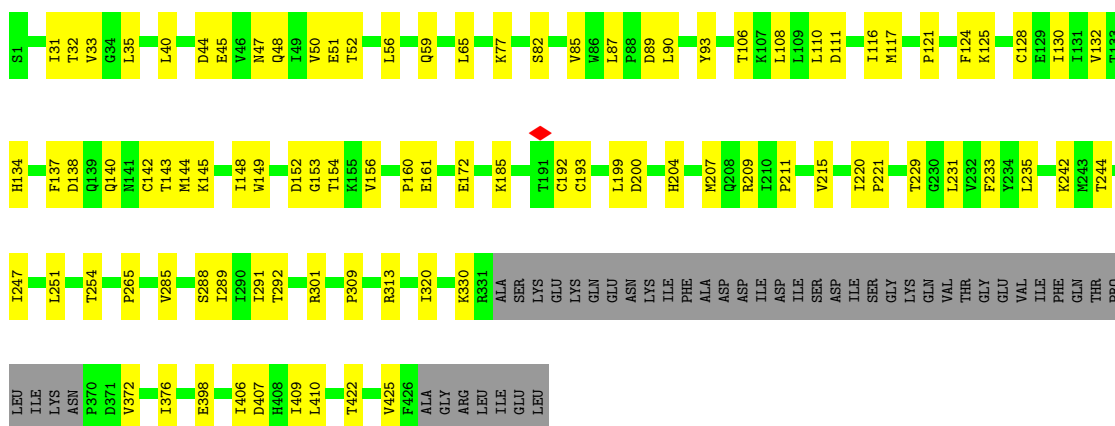 S1 I31 T32 V33 G34 L35 L40 D44 E45 V46 N47 Q48 I49 V50 E51 T52 L56 Q59 L65 K77 S82 V85 W86 L87 P88 D89 L90 Y93 T106 K107 L108 L109 L110 D111 I116 M117 P121 F124 K125 C128 E129 I130 I131 V132 T133
H134 F137 D138 Q139 Q140 N141 C142 T143 M144 K145 I148 W149 D152 G153 T154 K155 V156 P160 E161 E172 K185 T191 C192 C193 L199 D200 H204 M207 Q208 R209 I210 P211 V215 I220 P221 T229 G230 L231 V232 F233 Y234 L235 K242 M243 T244
I247 L251 T254 P265 V285 S288 I289 I290 I291 T292 R301 P309 R313 I320 K330 R331 ALA SER LYS GLU LYS GLN GLU ASN LYS ILE PHE ALA ASP ASP ILE ASP ILE SER ASP ILE SER GLY LYS GLN VAL THR GLY GLU VAL ILE PHE GLN THR PRO
LEU ILE LYS ASN P370 D371 V372 I376 E398 I406 D407 H408 I409 L410 T422 V425 F426 ALA GLY ARG LEU ILE GLU LEU